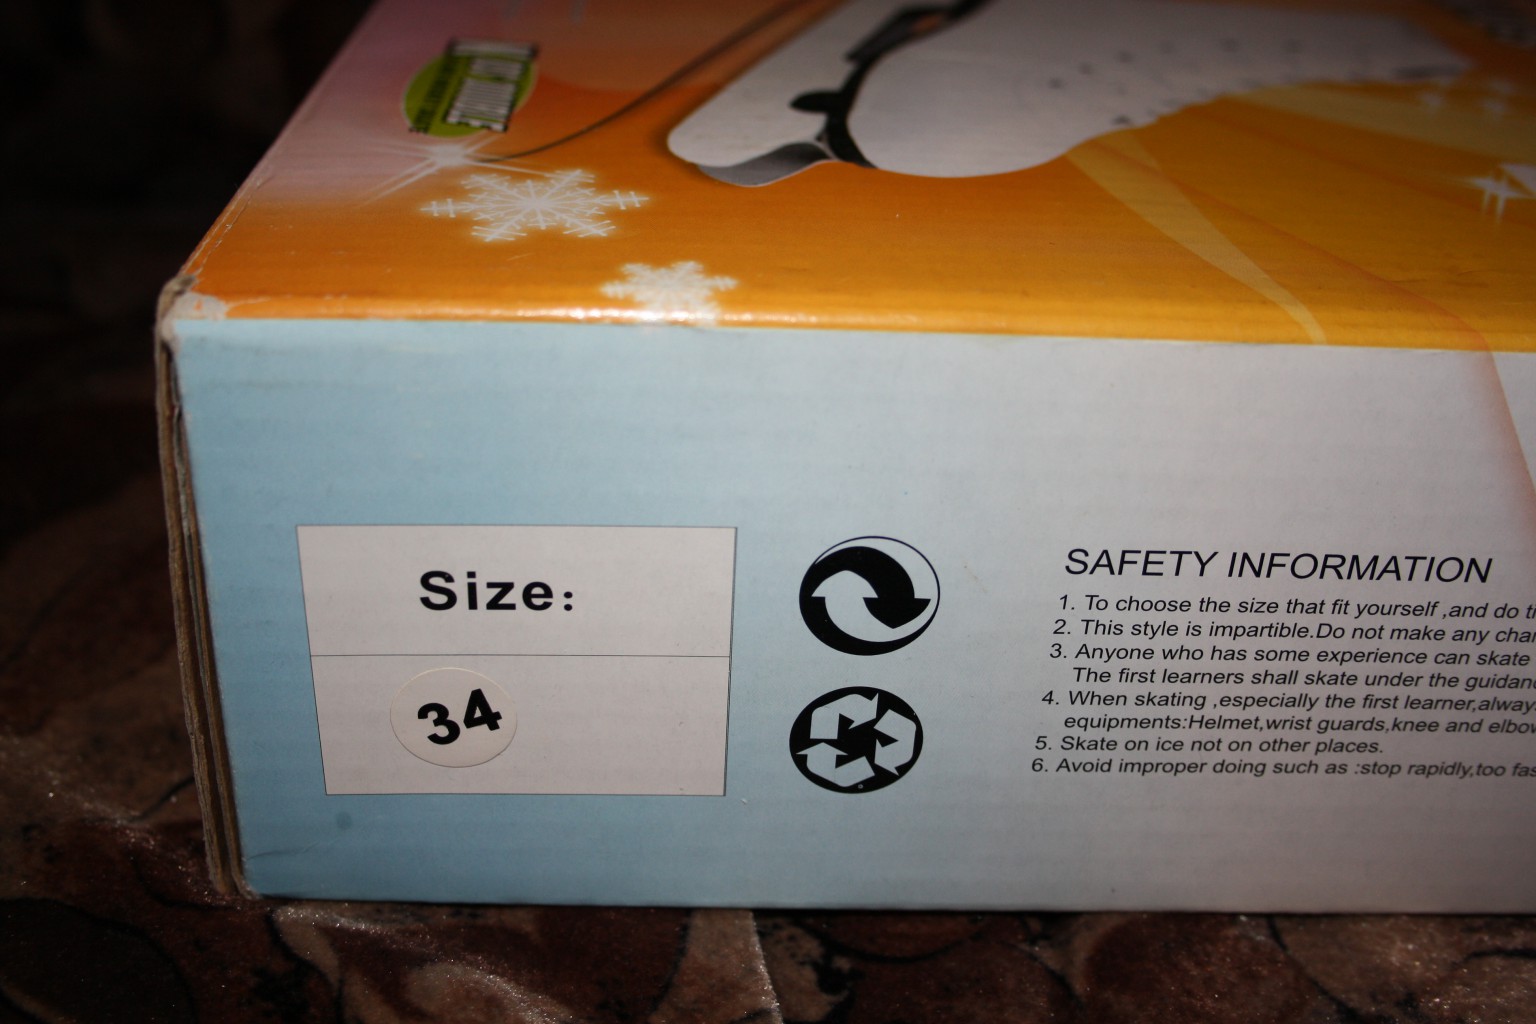 Size:
34
SAFETY INFORMATION
1. To choose the size that fit yourself ,and do
2. This style is impartible.Do not make any
3. Anyone who has some experience can skate
The first learners shall skate under the
4. When skating ,especially the first learner,
equipments:Helmet,wrist guards,knee and
5. Skate on ice not on other places.
6. Avoid improper doing such as :stop rapidly,too